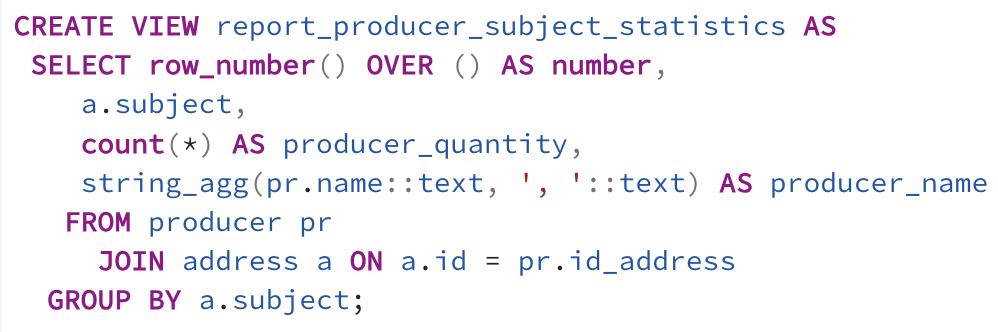 CREATE VIEW report_producer_subject_statistics AS
SELECT row_number() OVER () AS number,
a.subject,
count(*) AS producer_quantity,
string_agg(pr.name::text, ', '::text) AS producer_name
FROM producer pr
JOIN address a ON a.id = pr.id_address
GROUP BY a.subject;